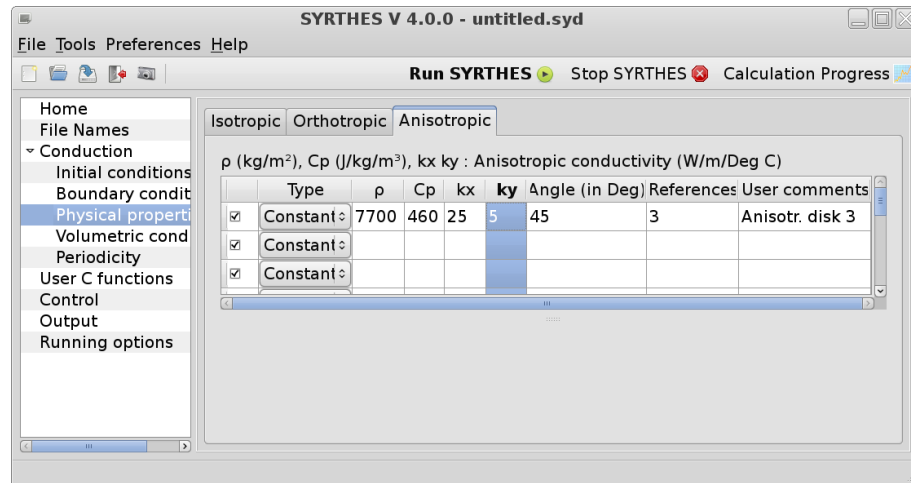 SYRTHES V 4.0.0 - untitled.syd
File Tools Preferences Help
Run SYRTHES Stop SYRTHES Calculation Progress
Home
File Names
Conduction
Initial conditions
Boundary condit
Physical properti
Volumetric cond
Periodicity
User C functions
Control
Output
Running options
Isotropic Orthotropic Anisotropic
ρ (kg/m²), Cp (J/kg/m³), kx ky : Anisotropic conductivity (W/m/Deg C)
Type ρ Cp kx ky Angle (in Deg) References User comments
Constant 7700 460 25 5 45 3 Anisotr. disk 3
Constant
Constant